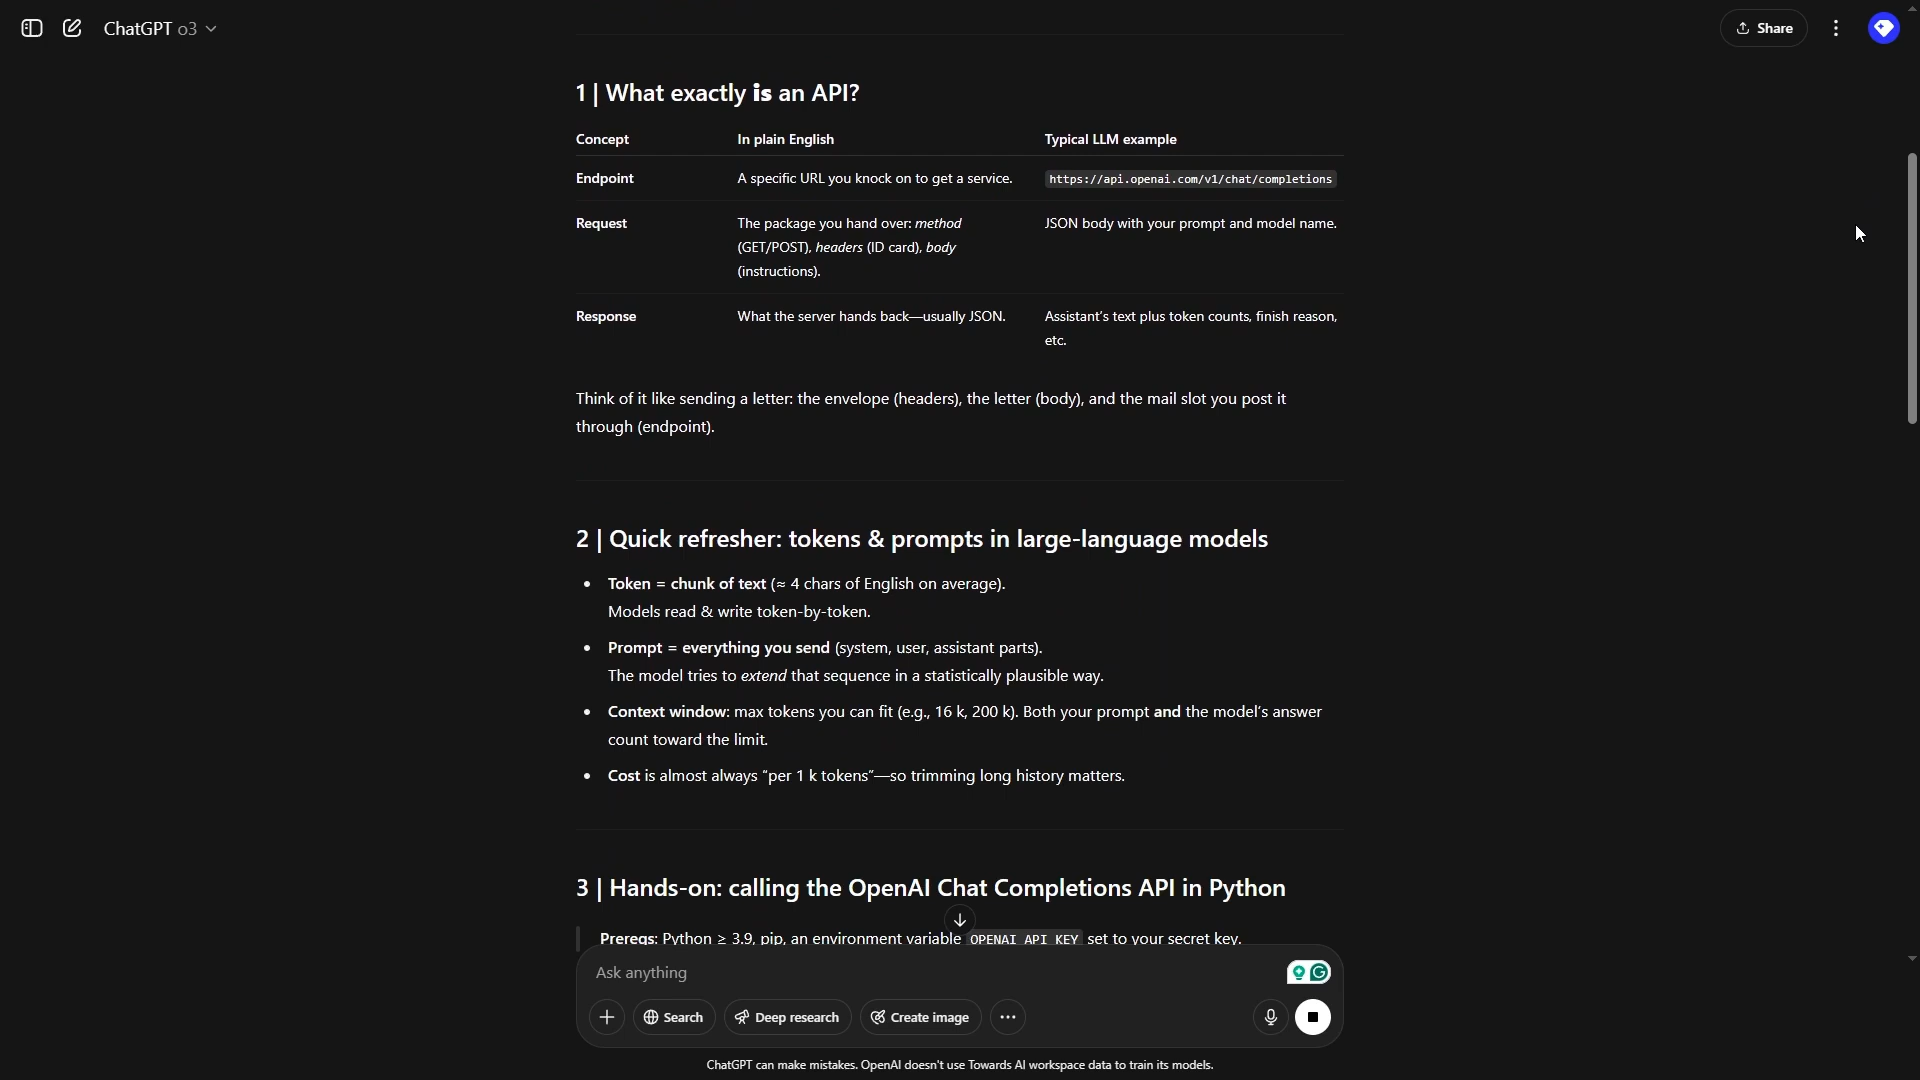 ChatGPT o3
Share
1 | What exactly is an API?
Concept In plain English Typical LLM example
Endpoint A specific URL you knock on to get a service. https://api.openai.com/v1/chat/completions
Request The package you hand over: method JSON body with your prompt and model name.
(GET/POST), headers (ID card), body
(instructions).
Response What the server hands back—usually JSON. Assistant's text plus token counts, finish reason,
etc.
Think of it like sending a letter: the envelope (headers), the letter (body), and the mail slot you post it
through (endpoint).
2 | Quick refresher: tokens & prompts in large-language models
• Token = chunk of text (≈ 4 chars of English on average).
Models read & write token-by-token.
• Prompt = everything you send (system, user, assistant parts).
The model tries to extend that sequence in a statistically plausible way.
• Context window: max tokens you can fit (e.g., 16 k, 200 k). Both your prompt and the model's answer
count toward the limit.
• Cost is almost always “per 1 k tokens”—so trimming long history matters.
3 | Hands-on: calling the OpenAI Chat Completions API in Python
Prereqs: Python ≥ 3.9, pip, an environment variable OPENAI_API_KEY set to your secret key.
Ask anything
Search Deep research Create image
ChatGPT can make mistakes. OpenAI doesn't use Towards AI workspace data to train its models.